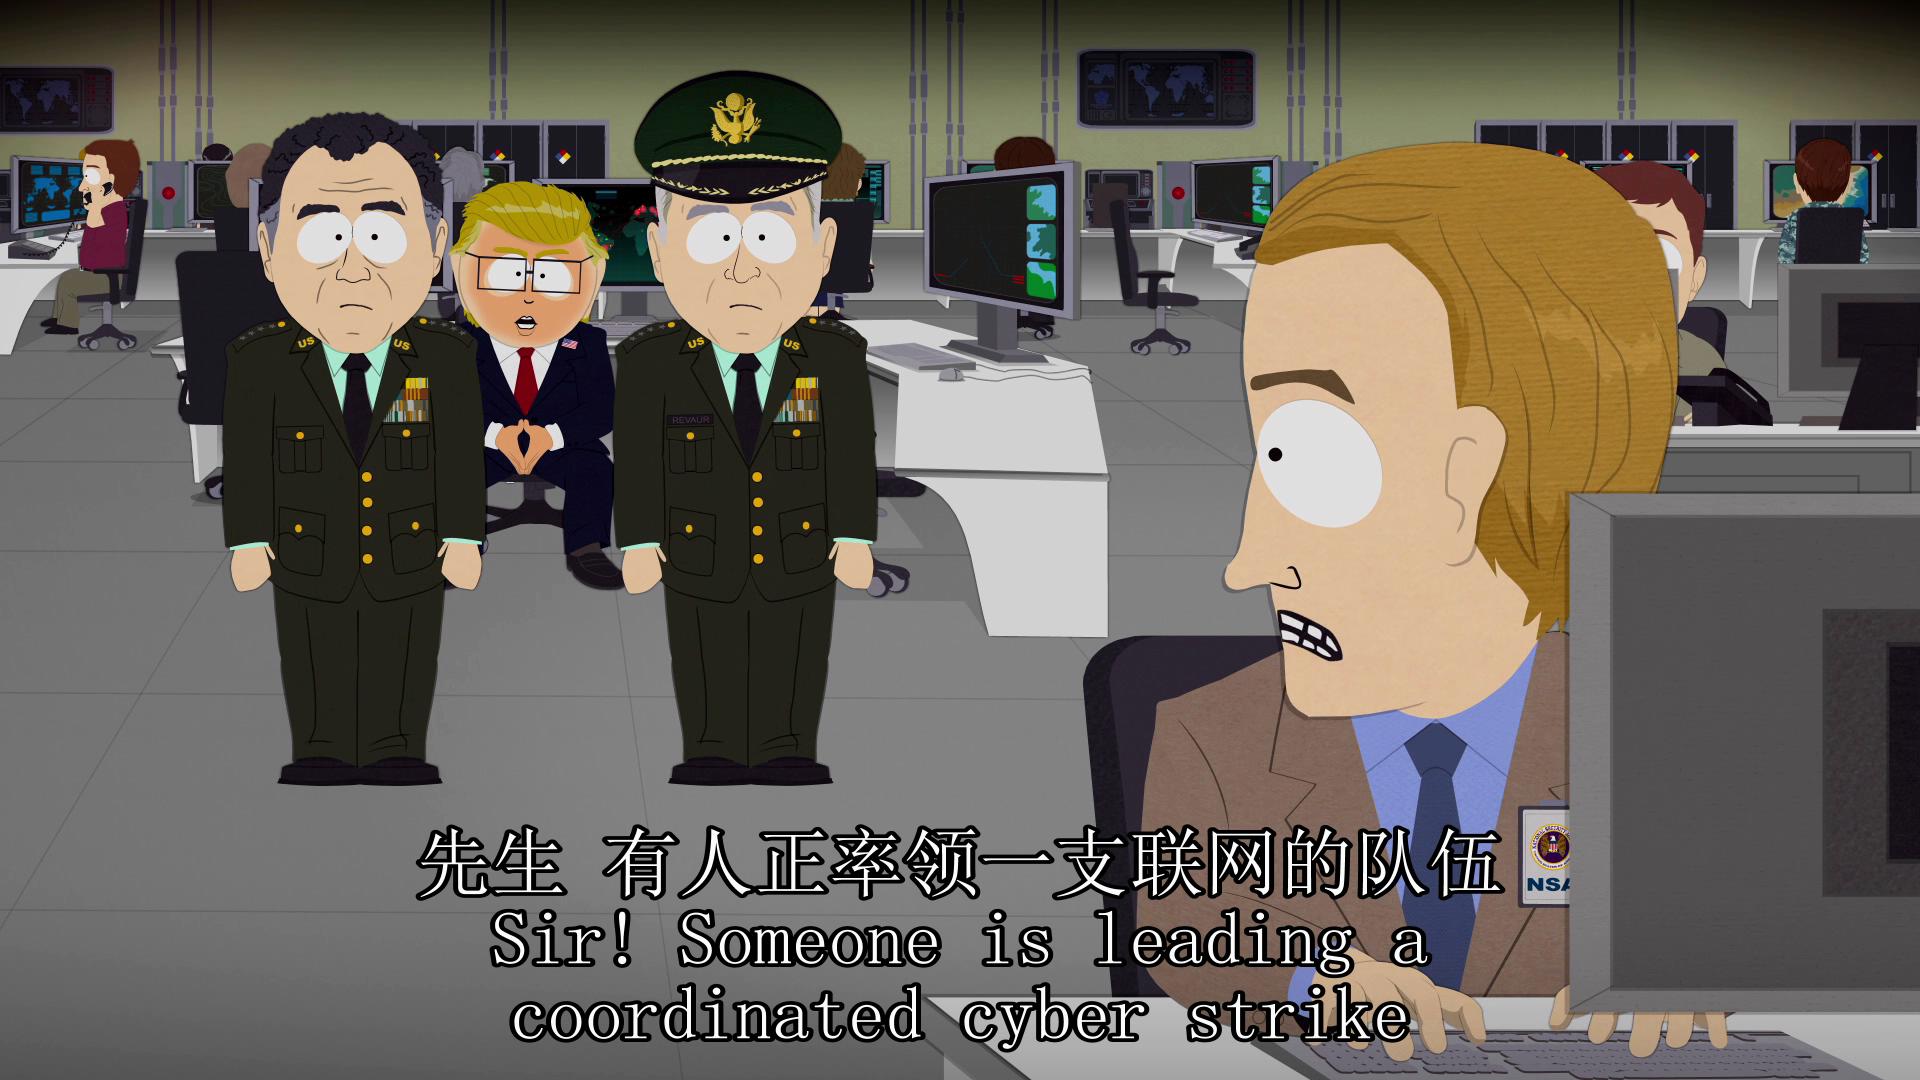 US US
US US
REVAUR
先生 有人正率领一支联网的队伍
NSA
Sir! Someone is leading a
coordinated cyber strike